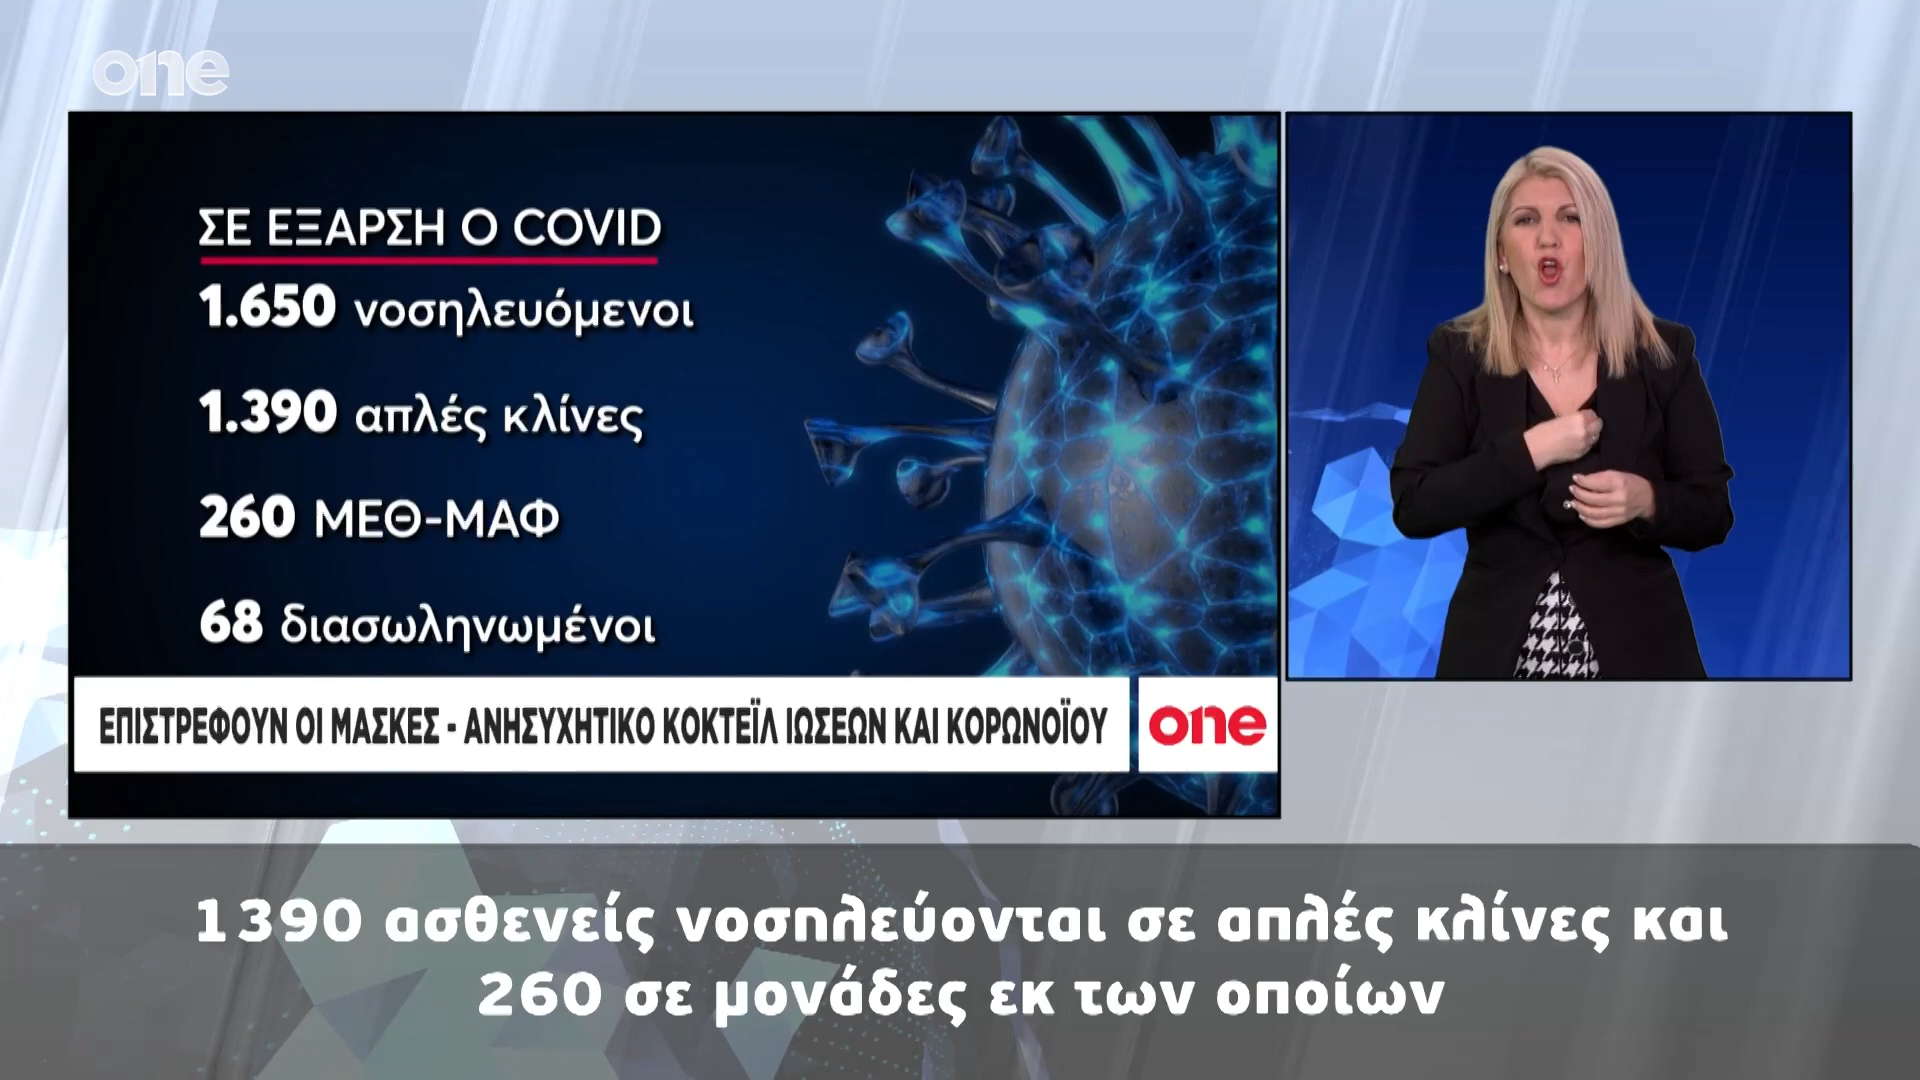 one
ΣΕ ΕΞΑΡΣΗ Ο COVID
1.650 νοσηλευόμενοι
1.390 απλές κλίνες
260 ΜΕΘ-ΜΑΦ
68 διασωληνωμένοι
ΕΠΙΣΤΡΕΦΟΥΝ ΟΙ ΜΑΣΚΕΣ - ΑΝΗΣΥΧΗΤΙΚΟ ΚΟΚΤΕΪΛ ΙΩΣΕΩΝ ΚΑΙ ΚΟΡΩΝΟΪΟΥ
one
1390 ασθενείς νοσηλεύονται σε απλές κλίνες και
260 σε μονάδες εκ των οποίων